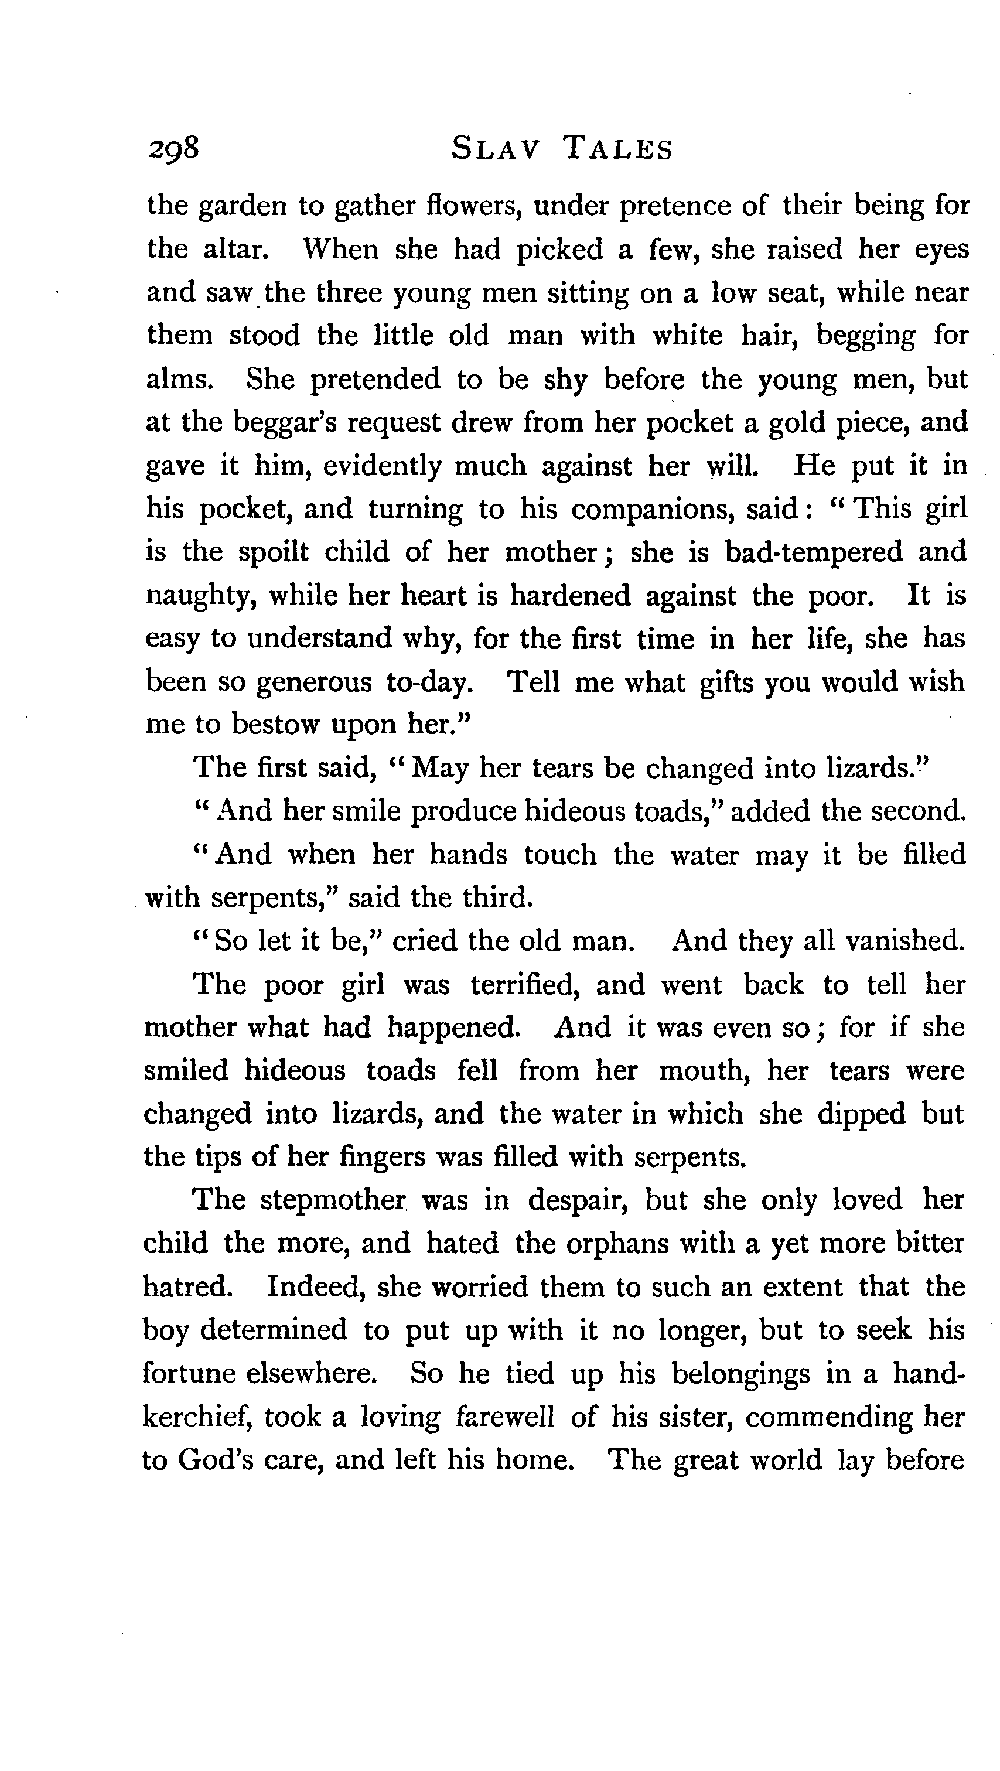 298 SLAV TALES
the garden to gather flowers, under pretence of their being for
the altar. When she had picked a few, she raised her eyes
and saw the three young men sitting on a low seat, while near
them stood the little old man with white hair, begging for
alms. She pretended to be shy before the young men, but
at the beggar's request drew from her pocket a gold piece, and
gave it him, evidently much against her will. He put it in
his pocket, and turning to his companions, said: "This girl
is the spoilt child of her mother; she is bad-tempered and
naughty, while her heart is hardened against the poor. It is
easy to understand why, for the first time in her life, she has
been so generous to-day. Tell me what gifts you would wish
me to bestow upon her."
The first said, "May her tears be changed into lizards."
"And her smile produce hideous toads," added the second.
"And when her hands touch the water may it be filled
with serpents," said the third.
"So let it be," cried the old man. And they all vanished.
The poor girl was terrified, and went back to tell her
mother what had happened. And it was even so; for if she
smiled hideous toads fell from her mouth, her tears were
changed into lizards, and the water in which she dipped but
the tips of her fingers was filled with serpents.
The stepmother was in despair, but she only loved her
child the more, and hated the orphans with a yet more bitter
hatred. Indeed, she worried them to such an extent that the
boy determined to put up with it no longer, but to seek his
fortune elsewhere. So he tied up his belongings in a hand-
kerchief, took a loving farewell of his sister, commending her
to God's care, and left his home. The great world lay before